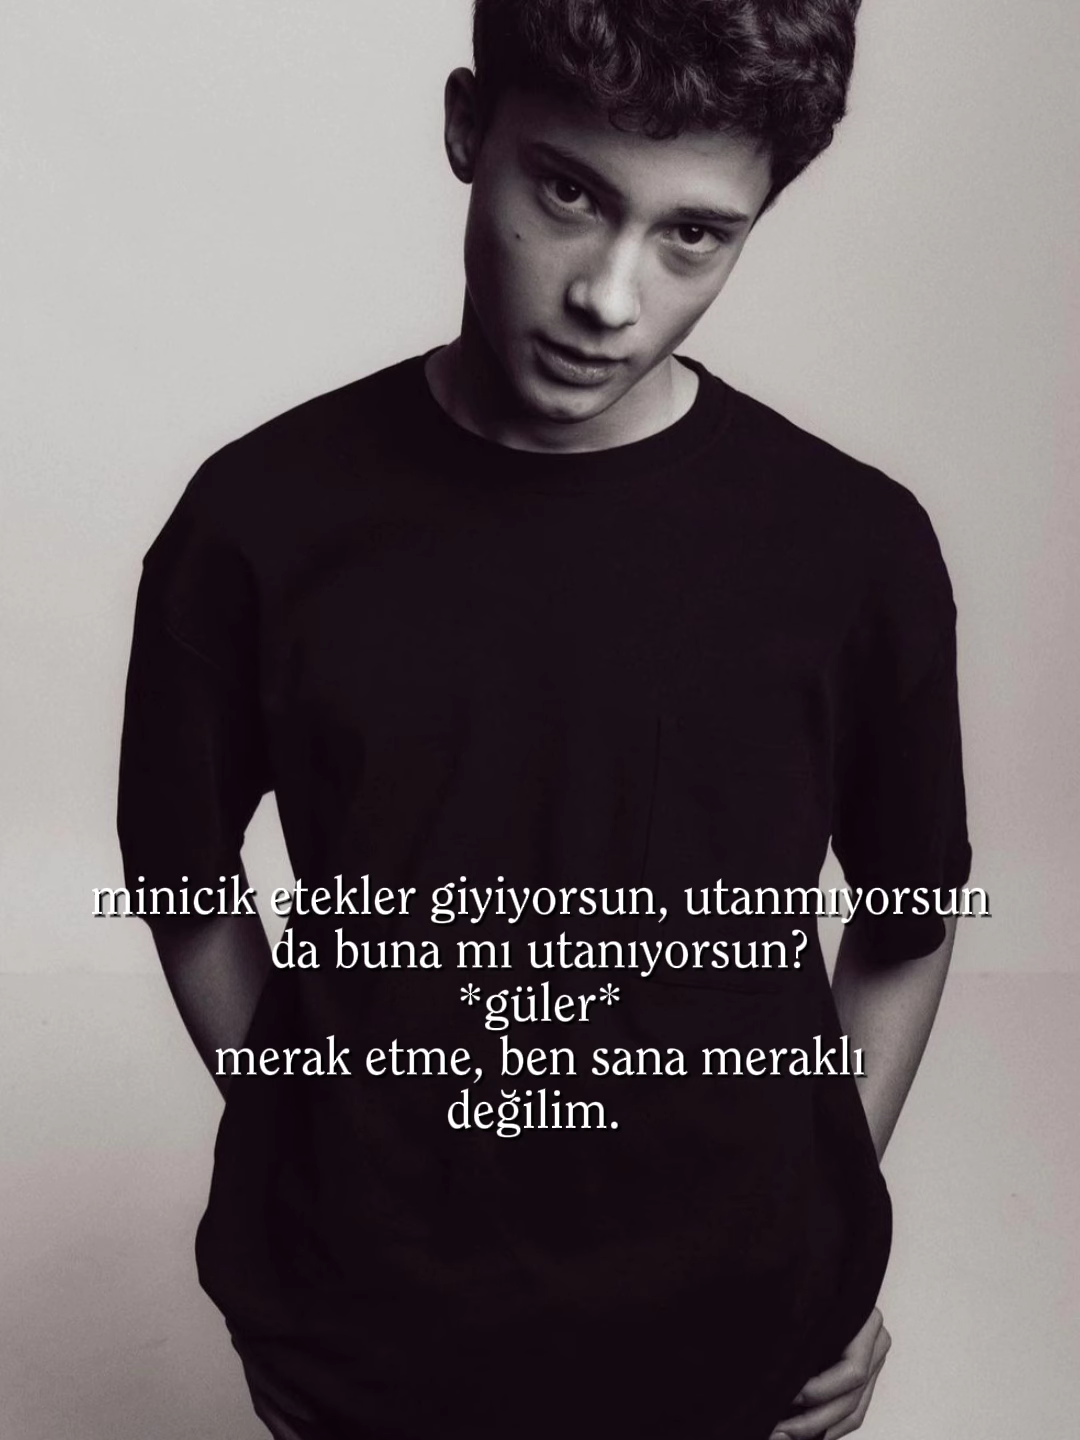 minicik etekler giyiyorsun, utanmıyorsun
da buna mı utanıyorsun?
*güler*
merak etme, ben sana meraklı
değilim.